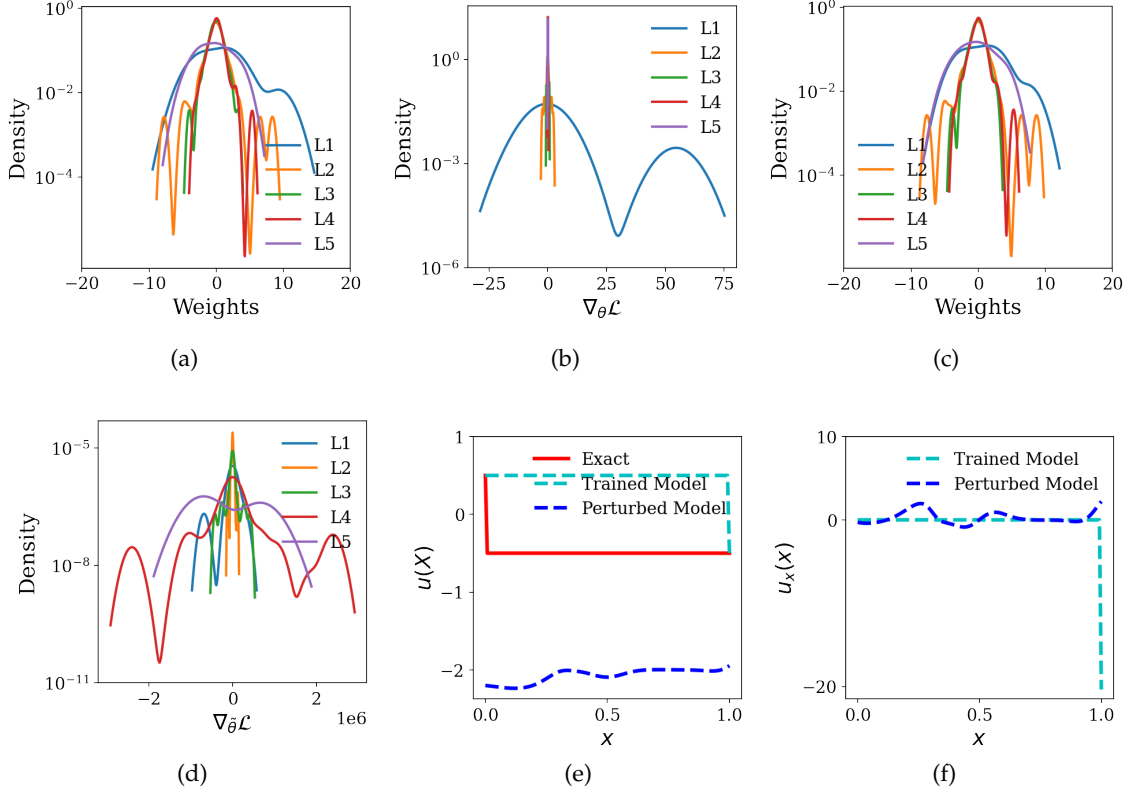 Density
10^0
10^-2
10^-4
L1
L2
L3
L4
L5
-20
-10
0
10
20
Weights
(a)
Density
10^0
10^-3
10^-6
L1
L2
L3
L4
L5
-25
0
25
50
75
∇_θ ℒ
(b)
Density
10^0
10^-2
10^-4
L1
L2
L3
L4
L5
-20
-10
0
10
20
Weights
(c)
Density
10^-5
10^-8
10^-11
L1
L2
L3
L4
L5
-2
0
2
1e6
∇_θ̃ ℒ
(d)
u(X)
1
0
−1
−2
Exact
Trained Model
Perturbed Model
0.0
0.5
1.0
x
(e)
u_x(x)
10
0
−20
Trained Model
Perturbed Model
0.0
0.5
1.0
x
(f)